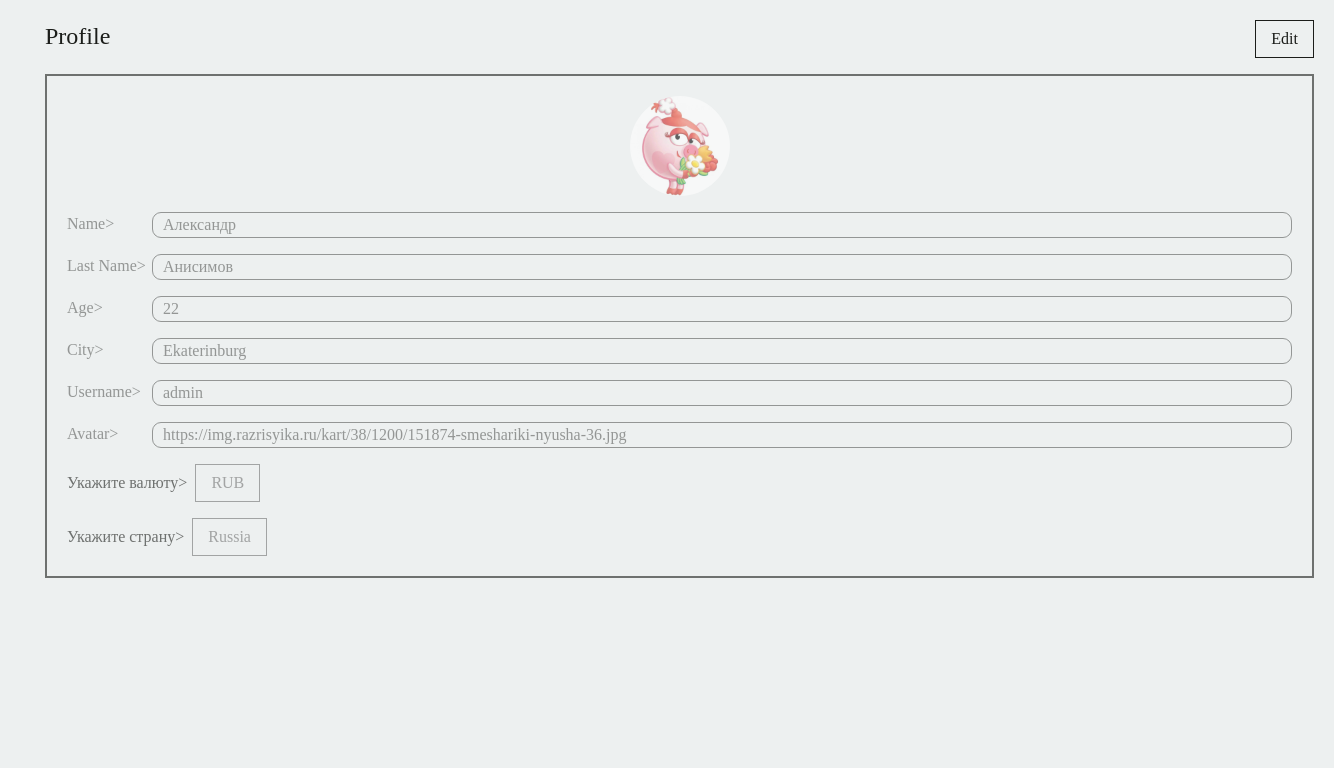 Profile
Edit
Name> Александр
Last Name> Анисимов
Age> 22
City> Ekaterinburg
Username> admin
Avatar> https://img.razrisyika.ru/kart/38/1200/151874-smeshariki-nyusha-36.jpg
Укажите валюту> RUB
Укажите страну> Russia